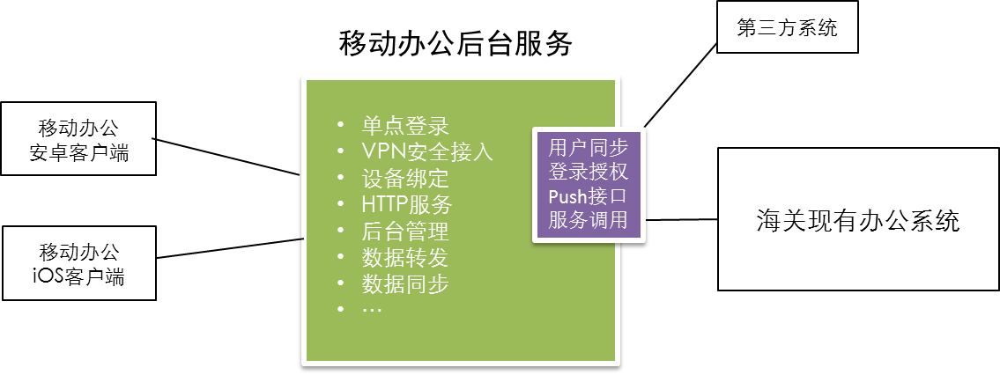 移动办公后台服务
第三方系统
移动办公
安卓客户端
移动办公
iOS客户端
• 单点登录
• VPN安全接入
• 设备绑定
• HTTP服务
• 后台管理
• 数据转发
• 数据同步
• …
用户同步
登录授权
Push接口
服务调用
海关现有办公系统